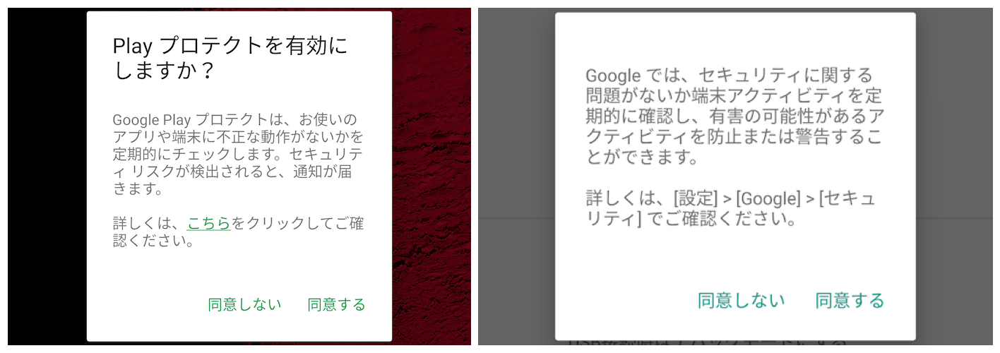 Play プロテクトを有効に
しますか？
Google Play プロテクトは、お使いの
アプリや端末に不正な動作がないかを
定期的にチェックします。セキュリテ
ィ リスクが検出されると、通知が届
きます。
詳しくは、こちらをクリックしてご確
認ください。
同意しない 同意する
Google では、セキュリティに関する
問題がないか端末アクティビティを定
期的に確認し、有害の可能性があるア
クティビティを防止または警告するこ
とができます。
詳しくは、[設定] > [Google] > [セキュ
リティ] でご確認ください。
同意しない 同意する